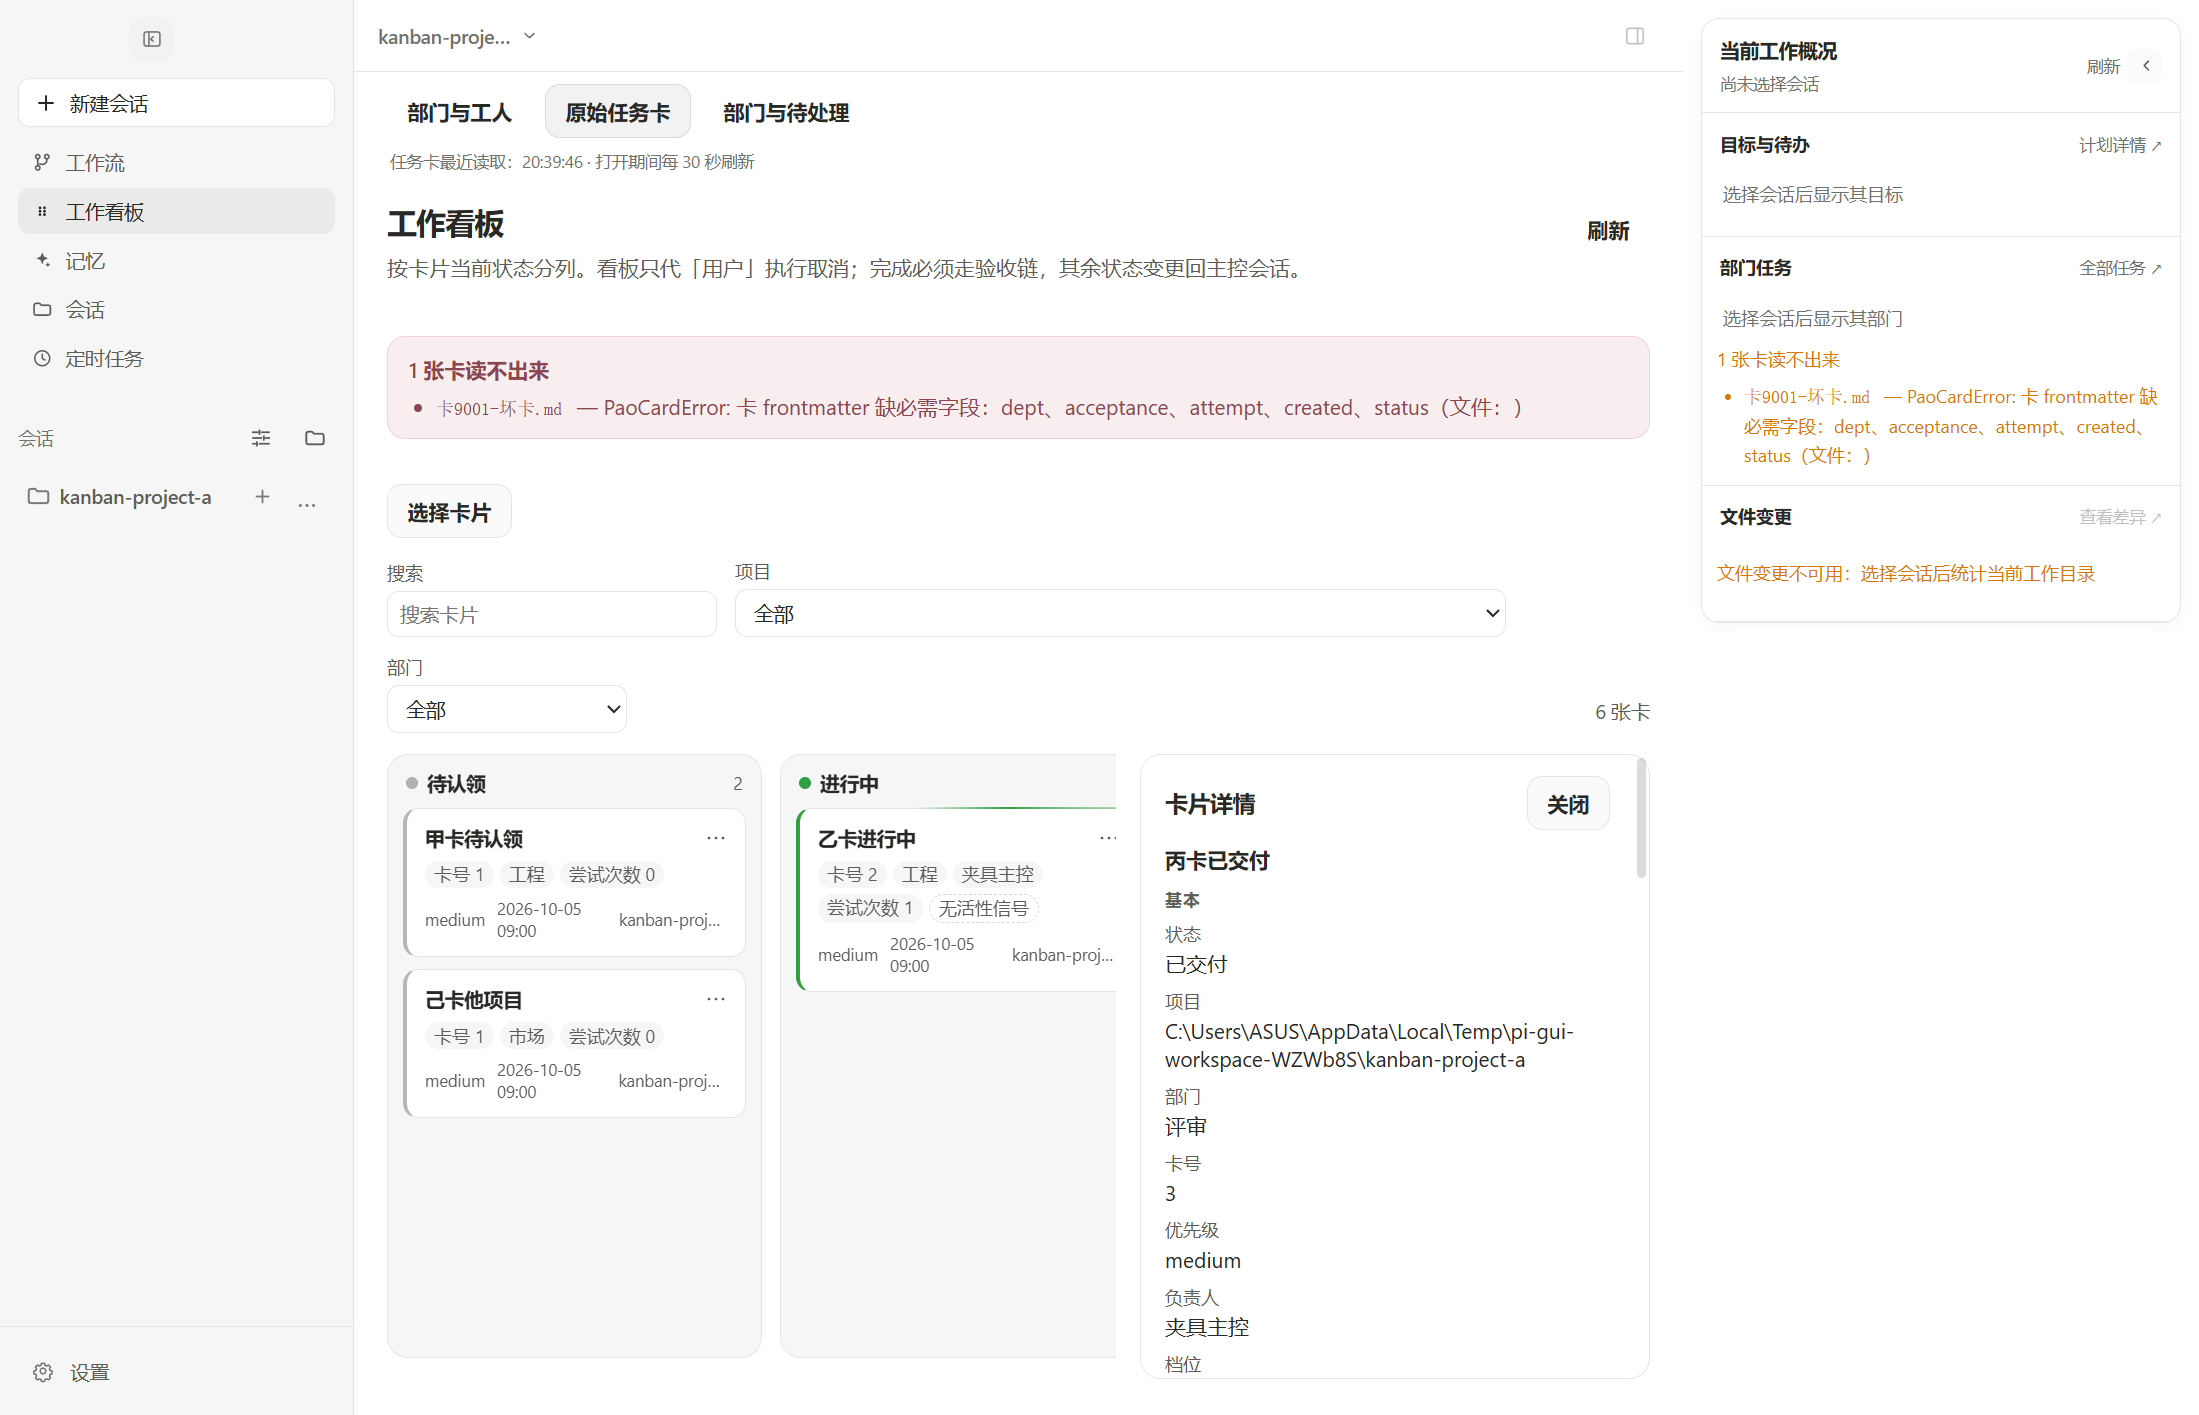 新建会话
工作流
工作看板
记忆
会话
定时任务
会话
kanban-project-a
设置
kanban-proje...
部门与工人
原始任务卡
部门与待处理
任务卡最近读取：20:39:46 · 打开期间每 30 秒刷新
工作看板
刷新
按卡片当前状态分列。看板只代「用户」执行取消；完成必须走验收链，其余状态变更回主控会话。
1 张卡读不出来
卡9001-坏卡.md — PaoCardError: 卡 frontmatter 缺必需字段：dept、acceptance、attempt、created、status（文件：）
选择卡片
搜索
搜索卡片
项目
全部
部门
全部
6 张卡
待认领
2
甲卡待认领
卡号 1
工程
尝试次数 0
medium
2026-10-05
09:00
kanban-proj...
己卡他项目
卡号 1
市场
尝试次数 0
medium
2026-10-05
09:00
kanban-proj...
进行中
乙卡进行中
卡号 2
工程
夹具主控
尝试次数 1
无活性信号
medium
2026-10-05
09:00
kanban-proj...
卡片详情
关闭
丙卡已交付
基本
状态
已交付
项目
C:\Users\ASUS\AppData\Local\Temp\pi-gui-
workspace-WZWb8S\kanban-project-a
部门
评审
卡号
3
优先级
medium
负责人
夹具主控
档位
当前工作概况
尚未选择会话
刷新
目标与待办
计划详情 ↗
选择会话后显示其目标
部门任务
全部任务 ↗
选择会话后显示其部门
1 张卡读不出来
卡9001-坏卡.md — PaoCardError: 卡 frontmatter 缺
必需字段：dept、acceptance、attempt、created、
status（文件：）
文件变更
查看差异 ↗
文件变更不可用：选择会话后统计当前工作目录